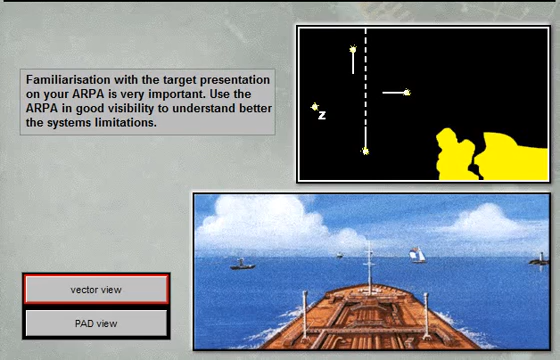 Familiarisation with the target presentation
on your ARPA is very important. Use the
ARPA in good visibility to understand better
the systems limitations.
z
vector view
PAD view